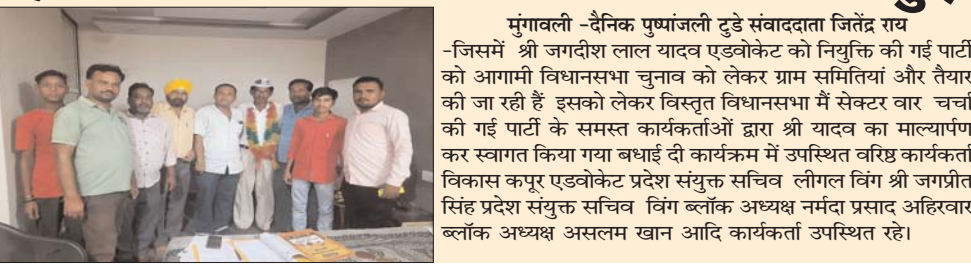 मुंगावली -दैनिक पुष्पांजली टुडे संवाददाता जितेंद्र राय
-जिसमें श्री जगदीश लाल यादव एडवोकेट को नियुक्ति की गई पार्टी
को आगामी विधानसभा चुनाव को लेकर ग्राम समितियां और तैयार
की जा रही हैं इसको लेकर विस्तृत विधानसभा मैं सेक्टर वार चर्चा
की गई पार्टी के समस्त कार्यकर्ताओं द्वारा श्री यादव का माल्यार्पण
कर स्वागत किया गया बधाई दी कार्यक्रम में उपस्थित वरिष्ठ कार्यकर्ता
विकास कपूर एडवोकेट प्रदेश संयुक्त सचिव लीगल विंग श्री जगप्रीत
सिंह प्रदेश संयुक्त सचिव विंग ब्लॉक अध्यक्ष नर्मदा प्रसाद अहिरवार
ब्लॉक अध्यक्ष असलम खान आदि कार्यकर्ता उपस्थित रहे।